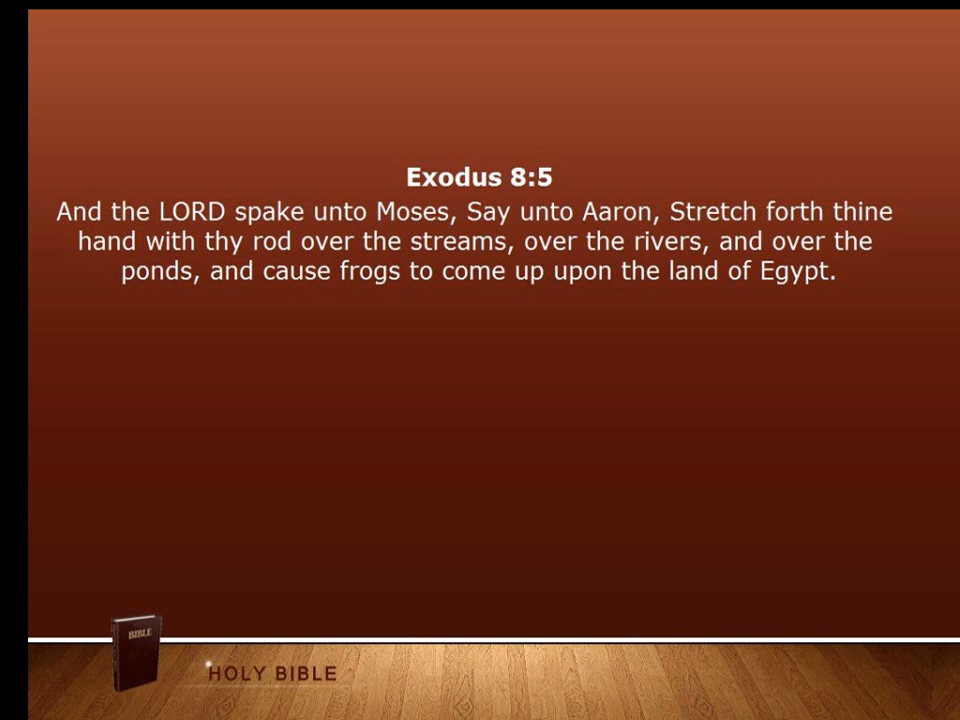 Exodus 8:5
And the LORD spake unto Moses, Say unto Aaron, Stretch forth thine
hand with thy rod over the streams, over the rivers, and over the
ponds, and cause frogs to come up upon the land of Egypt.
BIBLE
HOLY BIBLE